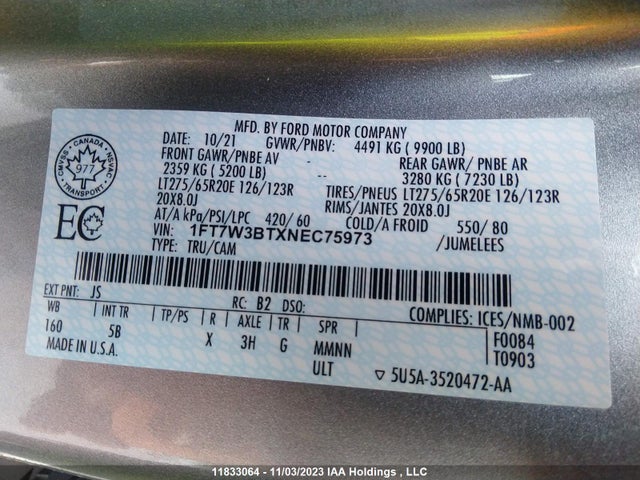 MFD. BY FORD MOTOR COMPANY
DATE: 10/21 GVWR/PNBV: 4491 KG ( 9900 LB)
FRONT GAWR/PNBE AV - REAR GAWR/ PNBE AR
2359 KG ( 5200 LB) -- 3280 KG ( 7230 LB)
LT275/65R20E 126/123R TIRES/PNEUS LT275/65R20E 126/123R
20X8.0J RIMS/JANTES 20X8.0J
AT/A kPa/PSI/LPC 420/ 60 COLD/A FROID 550/ 80
VIN: 1FT7W3BTXNEC75973 /JUMELEES
TYPE: TRU/CAM
CANADA
CMVSS NSVAC
977
TRANSPORT
EC
EXT PNT: JS RC: B2 DSO: COMPLIES: ICES/NMB-002
WB INT TR TP/PS R AXLE TR SPR F0084
160 5B X 3H G MMNN T0903
MADE IN U.S.A. ULT ▽ 5U5A-3520472-AA
11833064 - 11/03/2023 IAA Holdings , LLC